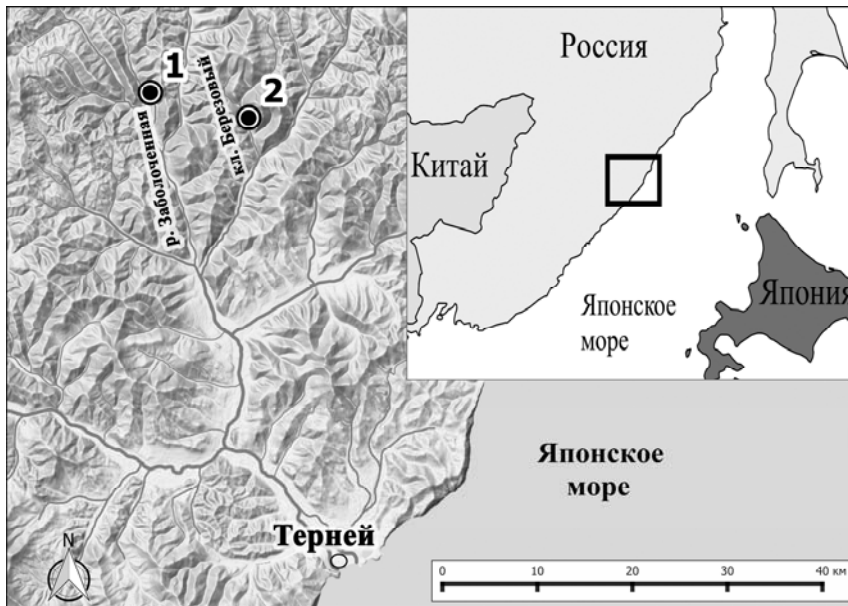 1
2
р. Заболоченная
кл. Березовый
Россия
Китай
Японское
море
Япония
Японское
море
Терней
N
0 10 20 30 40 км